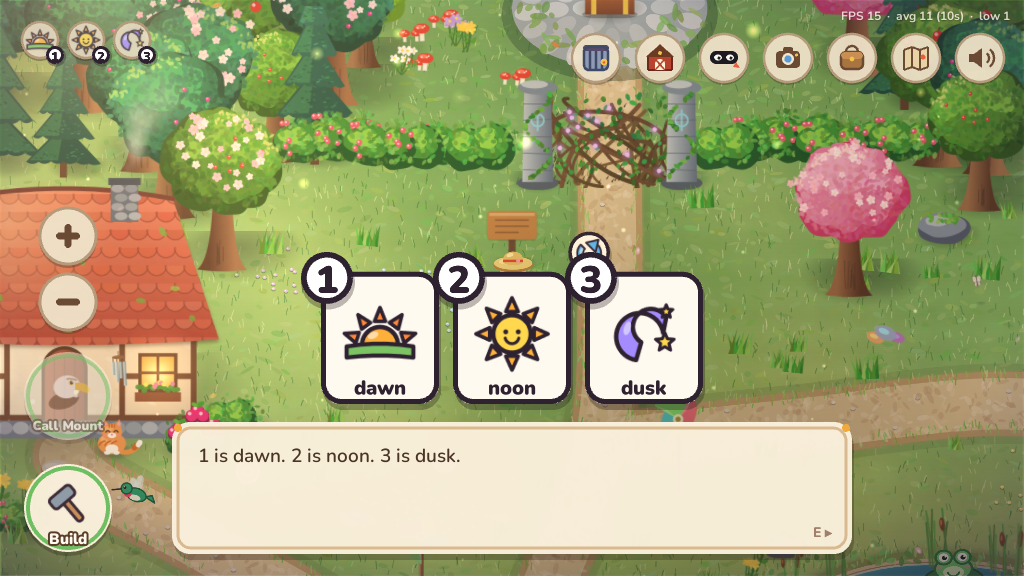 FPS 15 · avg 11 (10s) · low 1
1 2 3
1 2 3
dawn noon dusk
Call Mount
1 is dawn. 2 is noon. 3 is dusk.
E
Build